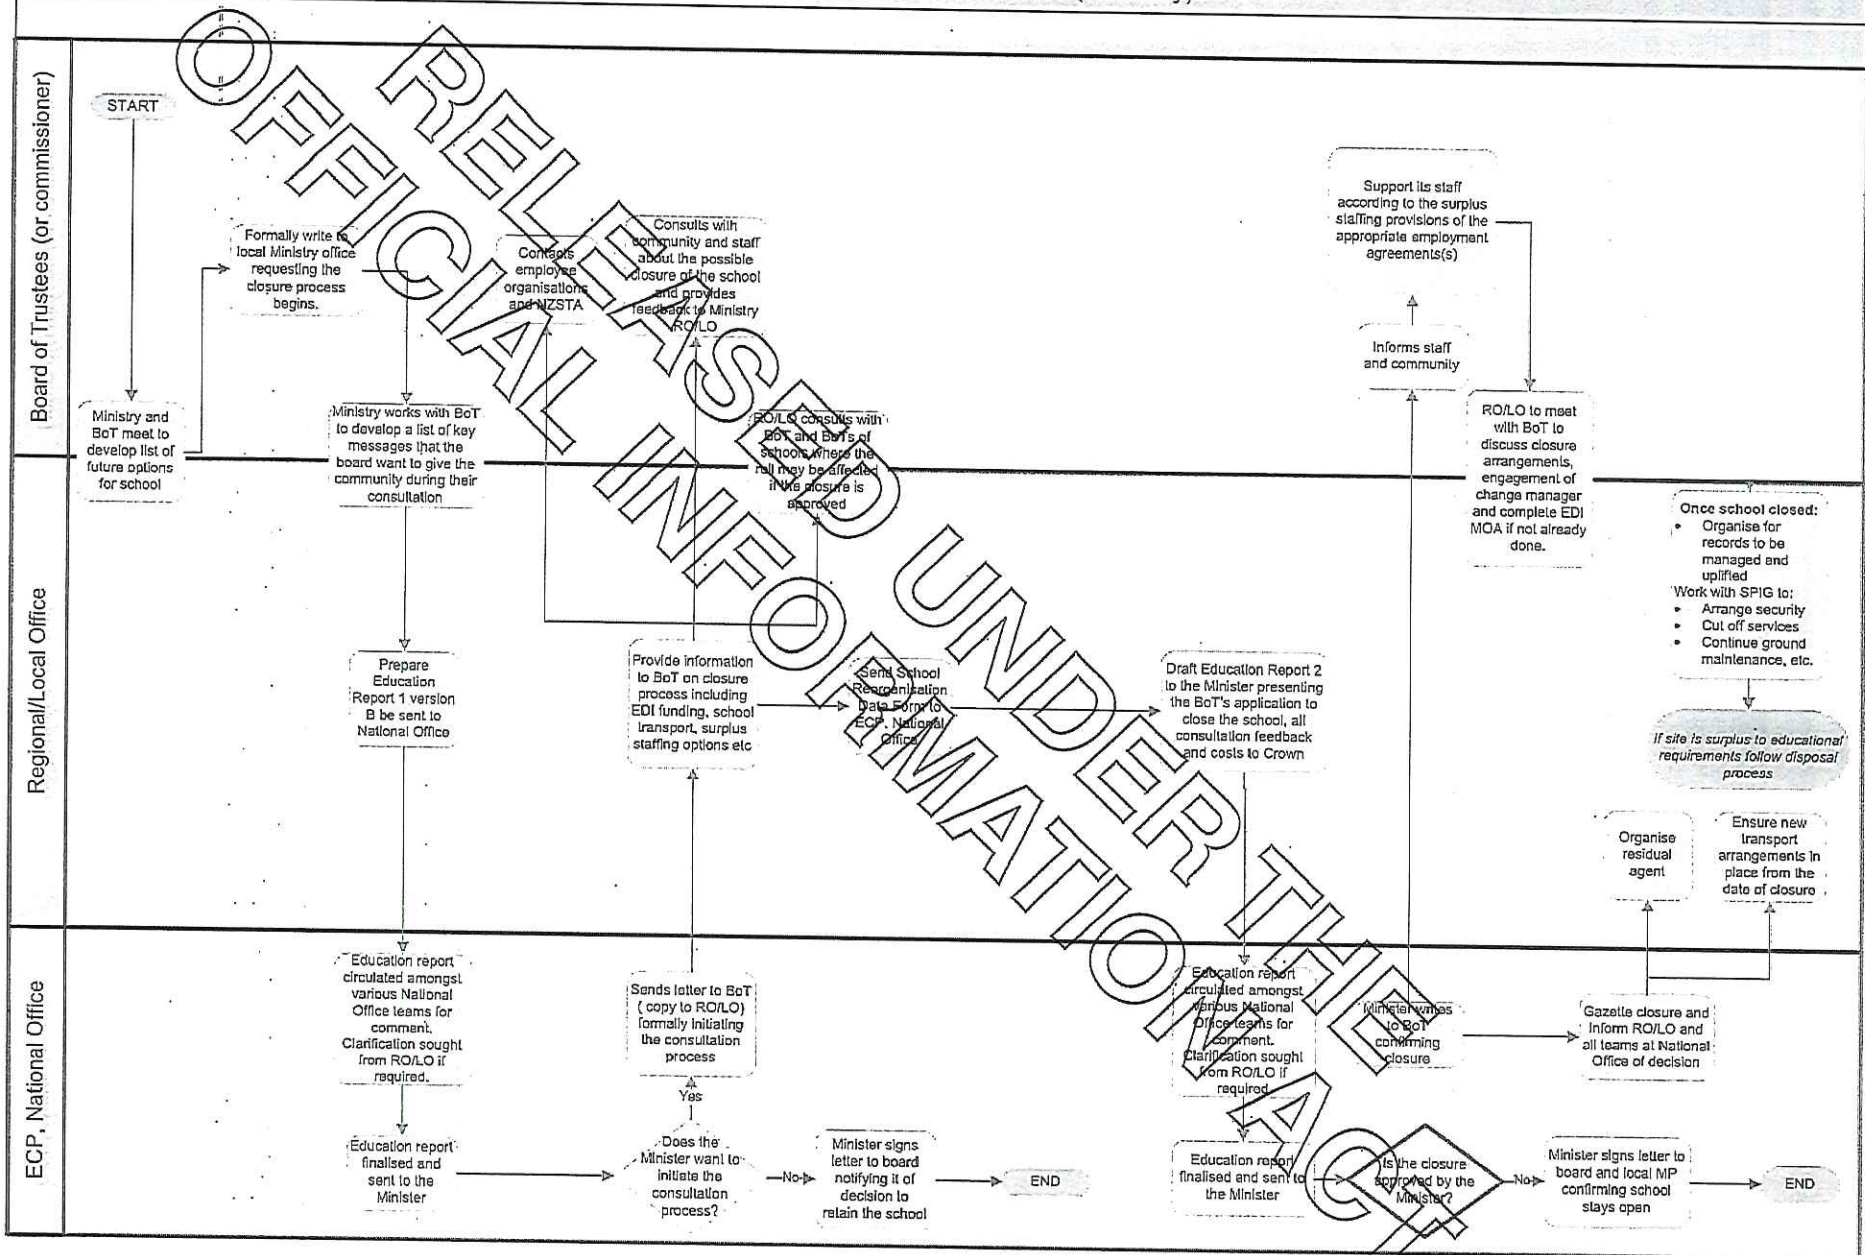 Board of Trustees (or commissioner)
START
Ministry and
BoT meet to
develop list of
future options
for school
Formally write to
local Ministry office
requesting the
closure process
begins.
Ministry works with BoT
to develop a list of key
messages that the
board want to give the
community during their
consultation
Contacts
employee
organisations
and NZSTA
Consults with
community and staff
about the possible
closure of the school
and provides
feedback to Ministry
RO/LO
RO/LO consults with
BoT and BoTs of
schools where the
roll may be affected
if the closure is
approved
Support its staff
according to the surplus
staffing provisions of the
appropriate employment
agreements(s)
Informs staff
and community
RO/LO to meet
with BoT to
discuss closure
arrangements,
engagement of
change manager
and complete EDI
MOA if not already
done.
Regional/Local Office
Prepare
Education
Report 1 version
B be sent to
National Office
Provide information
to BoT on closure
process including
EDI funding, school
transport, surplus
staffing options etc
Send School
Reorganisation
Data Form to
ECP, National
Office
Draft Education Report 2
to the Minister presenting
the BoT's application to
close the school, all
consultation feedback
and costs to Crown
Once school closed:
• Organise for
records to be
managed and
uplifted
Work with SPIG to:
• Arrange security
• Cut off services
• Continue ground
maintenance, etc.
If site is surplus to educational
requirements follow disposal
process
Organise
residual
agent
Ensure new
transport
arrangements in
place from the
date of closure
ECP, National Office
Education report
circulated amongst
various National
Office teams for
comment.
Clarification sought
from RO/LO if
required.
Education report
finalised and
sent to the
Minister
Does the
Minister want to
initiate the
consultation
process?
Yes
Sends letter to BoT
( copy to RO/LO)
formally initiating
the consultation
process
No
Minister signs
letter to board
notifying it of
decision to
retain the school
END
Education report
circulated amongst
various National
Office teams for
comment.
Clarification sought
from RO/LO if
required
Education report
finalised and sent to
the Minister
Is the closure
approved by the
Minister?
No
Minister signs letter to
board and local MP
confirming school
stays open
END
Minister writes
to BoT
confirming
closure
Gazette closure and
Inform RO/LO and
all teams at National
Office of decision
RELEASED UNDER THE
OFFICIAL INFORMATION ACT